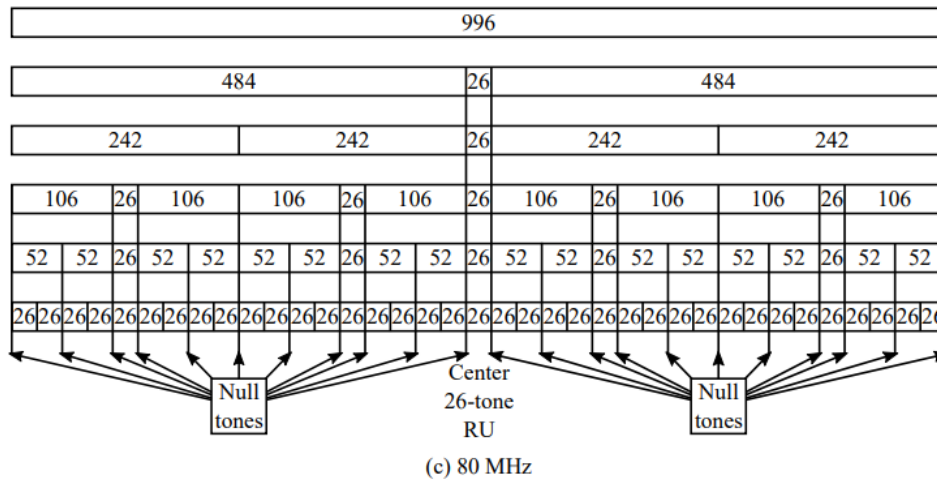 996
484 26 484
242 242 26 242 242
106 26 106 106 26 106 26 106 26 106 106 26 106
52 52 26 52 52 52 52 26 52 52 26 52 52 26 52 52 52 52 26 52 52
26 26 26 26 26 26 26 26 26 26 26 26 26 26 26 26 26 26 26 26 26 26 26 26 26 26 26 26 26 26 26 26 26 26 26 26 26
Null tones
Center
26-tone
RU
Null tones
(c) 80 MHz